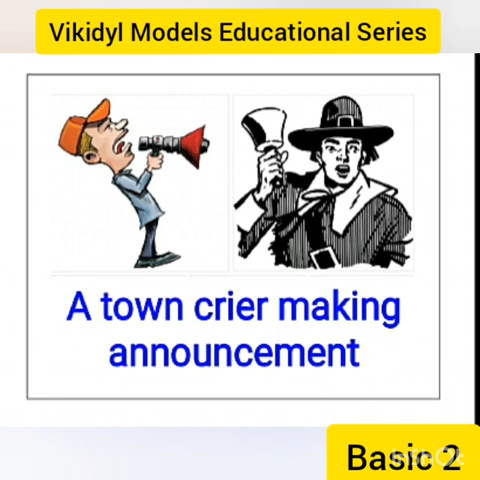 Vikidyl Models Educational Series
A town crier making
announcement
Basic 2